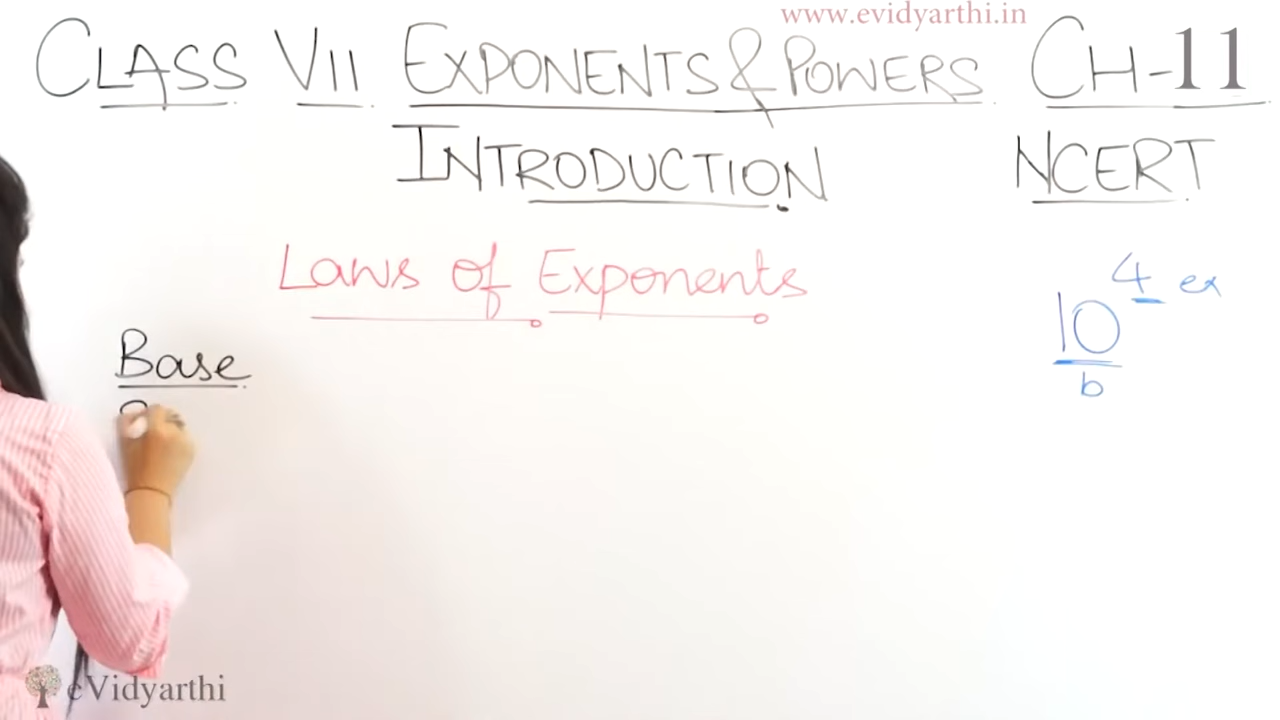 www.evidyarthi.in
CLASS VII EXPONENTS & POWERS CH-11
INTRODUCTION NCERT
Laws of Exponents
4 ex
10
b
Base
eVidyarthi